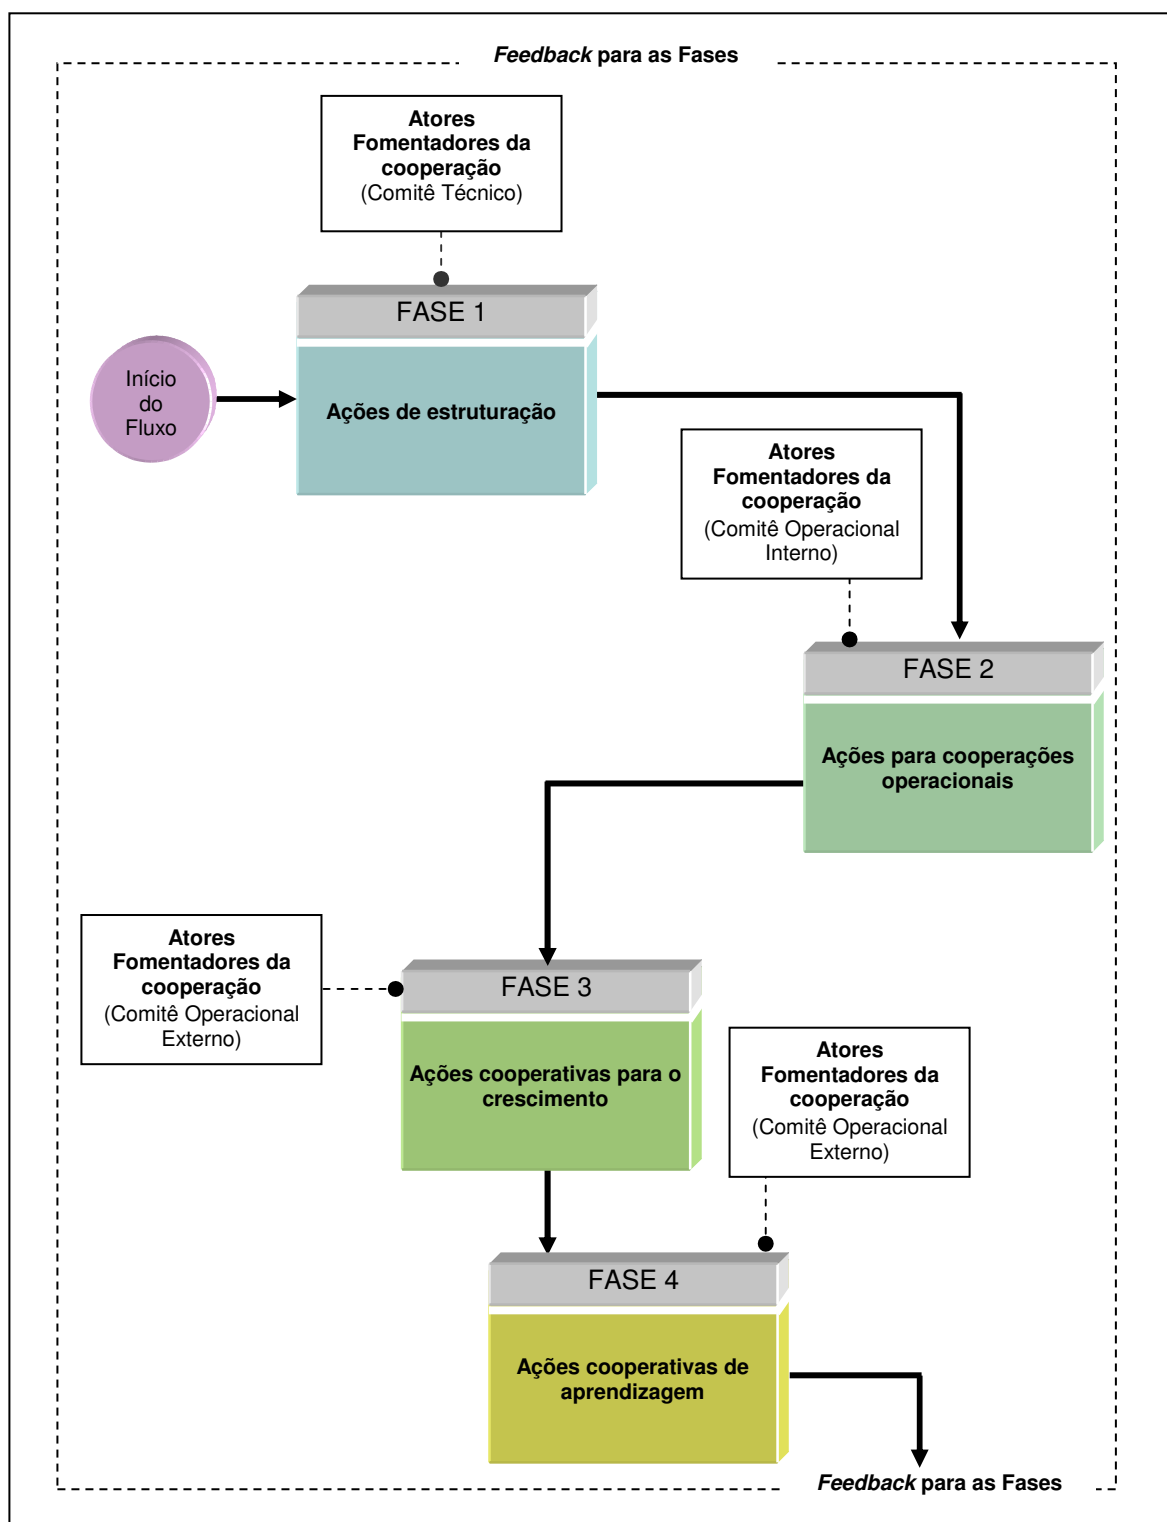 Feedback para as Fases
Atores
Fomentadores da
cooperação
(Comitê Técnico)
FASE 1
Início
do
Fluxo
Ações de estruturação
Atores
Fomentadores da
cooperação
(Comitê Operacional
Interno)
FASE 2
Ações para cooperações
operacionais
Atores
Fomentadores da
cooperação
(Comitê Operacional
Externo)
FASE 3
Ações cooperativas para o
crescimento
Atores
Fomentadores da
cooperação
(Comitê Operacional
Externo)
FASE 4
Ações cooperativas de
aprendizagem
Feedback para as Fases